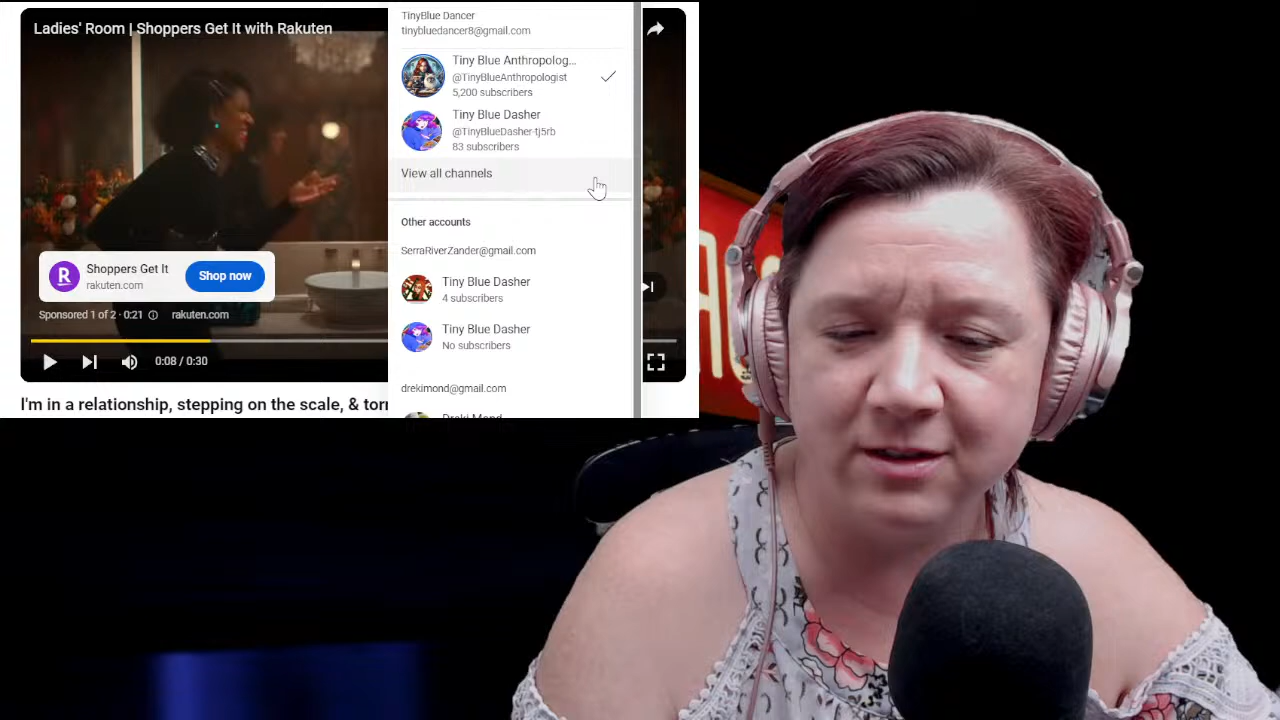 Ladies' Room | Shoppers Get It with Rakuten
Shoppers Get It
rakuten.com
Shop now
Sponsored 1 of 2 · 0:21
rakuten.com
0:08 / 0:30
I'm in a relationship, stepping on the scale, &
TinyBlue Dancer
tinybluedancer8@gmail.com
Tiny Blue Anthropolog...
@TinyBlueAnthropologist
5,200 subscribers
Tiny Blue Dasher
@TinyBlueDasher-tj5rb
83 subscribers
View all channels
Other accounts
SerraRiverZander@gmail.com
Tiny Blue Dasher
4 subscribers
Tiny Blue Dasher
No subscribers
drekimond@gmail.com
Dreki Mond